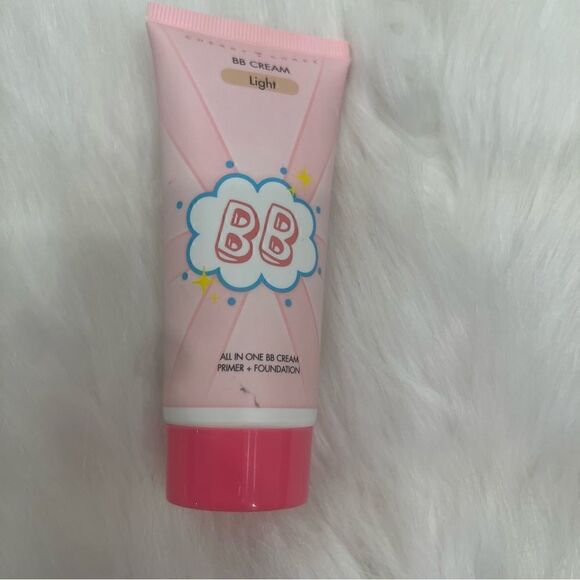 BB CREAM
Light
BB
ALL IN ONE BB CREAM
PRIMER + FOUNDATION